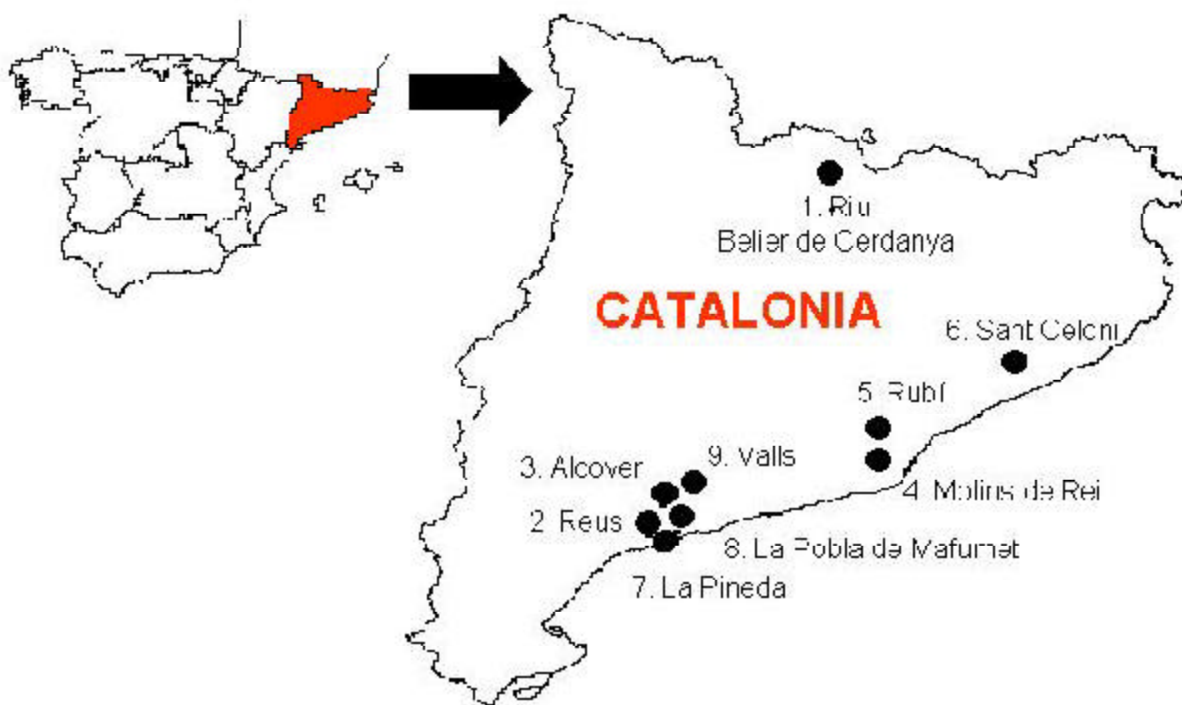 1. Riu
Belier de Cerdanya
CATALONIA
6. Sant Celoni
5. Rubí
9. Valls
3. Alcover
4. Molins de Rei
2. Reus
8. La Pobla de Mafumet
7. La Pineda